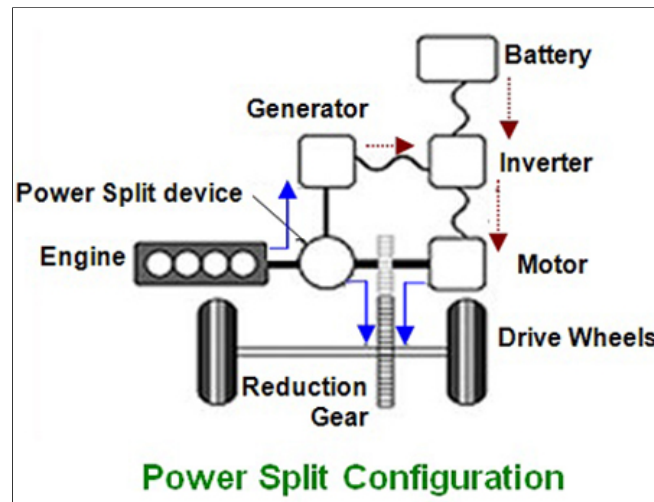 Battery
Generator
Inverter
Power Split device
Engine
Motor
Drive Wheels
Reduction
Gear
Power Split Configuration